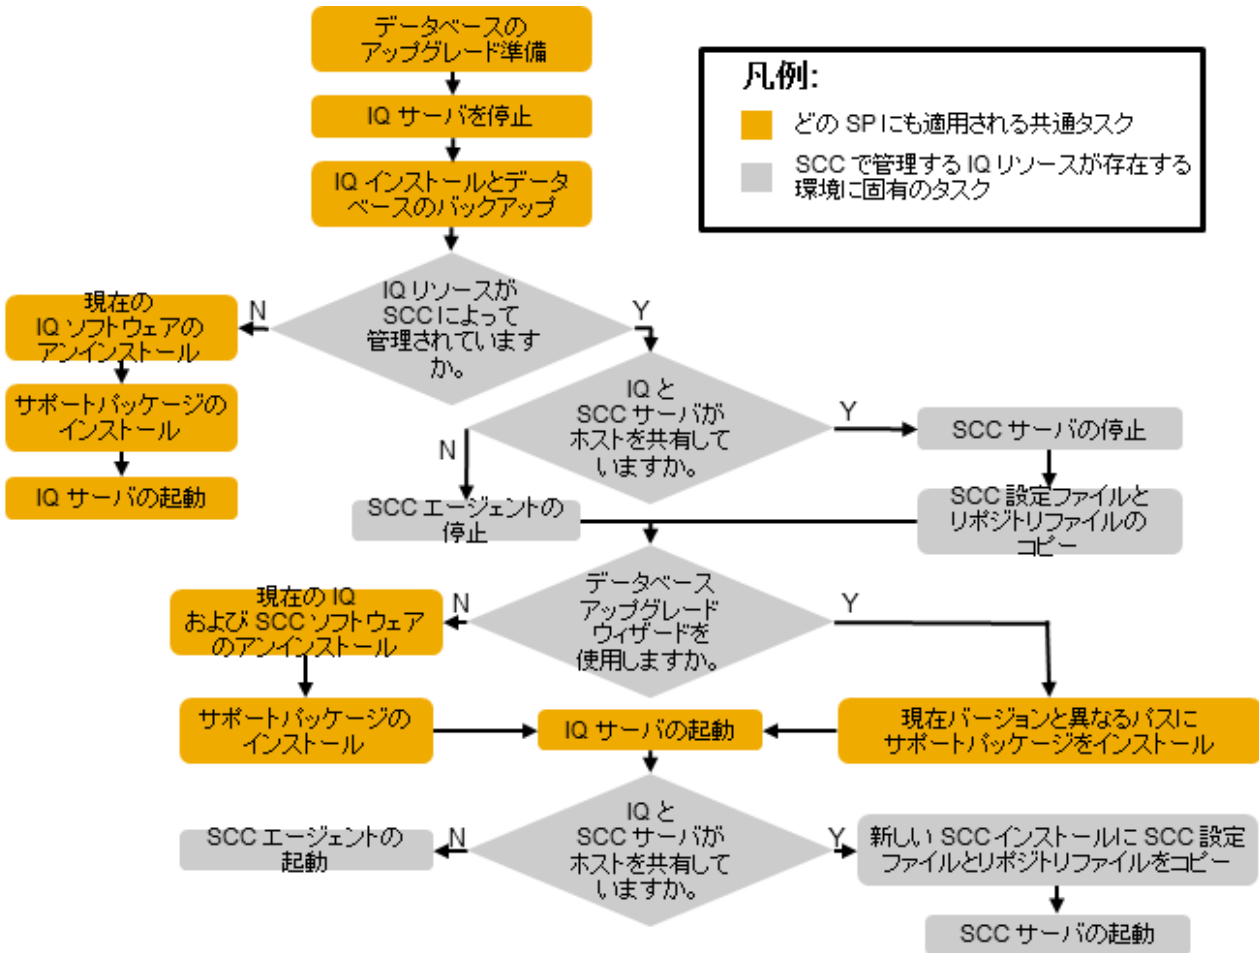 データベースの
アップグレード準備
IQ サーバを停止
IQ インストールとデータ
ベースのバックアップ
凡例:
どの SP にも適用される共通タスク
SCC で管理する IQ リソースが存在する
環境に固有のタスク
IQ リソースが
SCC によって
管理されています
か。
N
Y
現在の
IQ ソフトウェアの
アンインストール
サポートパッケージの
インストール
IQ サーバの起動
IQ と
SCC サーバが
ホストを共有して
いますか。
N
Y
SCC サーバの停止
SCC 設定ファイルと
リポジトリファイルの
コピー
SCC エージェントの
停止
データベース
アップグレード
ウィザードを
使用しますか。
N
Y
現在の IQ
および SCC ソフトウェア
のアンインストール
サポートパッケージの
インストール
IQ サーバの起動
現在バージョンと異なるパスに
サポートパッケージをインストール
IQ と
SCC サーバが
ホストを共有して
いますか。
N
Y
SCC エージェントの
起動
新しい SCC インストールに SCC 設定
ファイルとリポジトリファイルをコピー
SCC サーバの起動